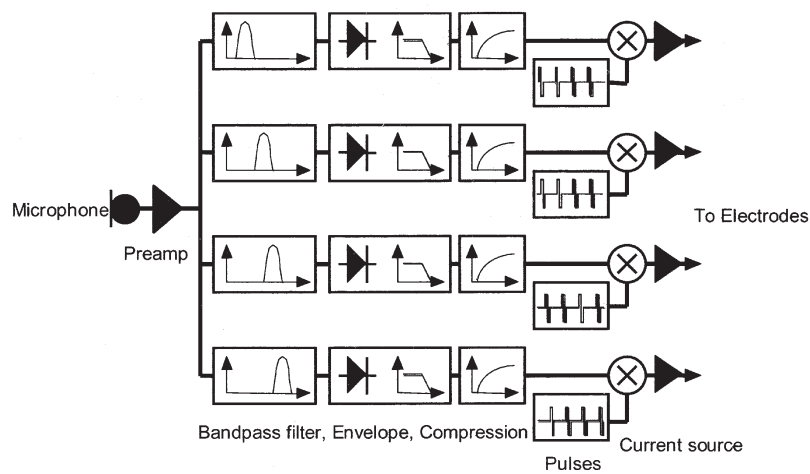 Microphone
Preamp
To Electrodes
Bandpass filter, Envelope, Compression
Current source
Pulses